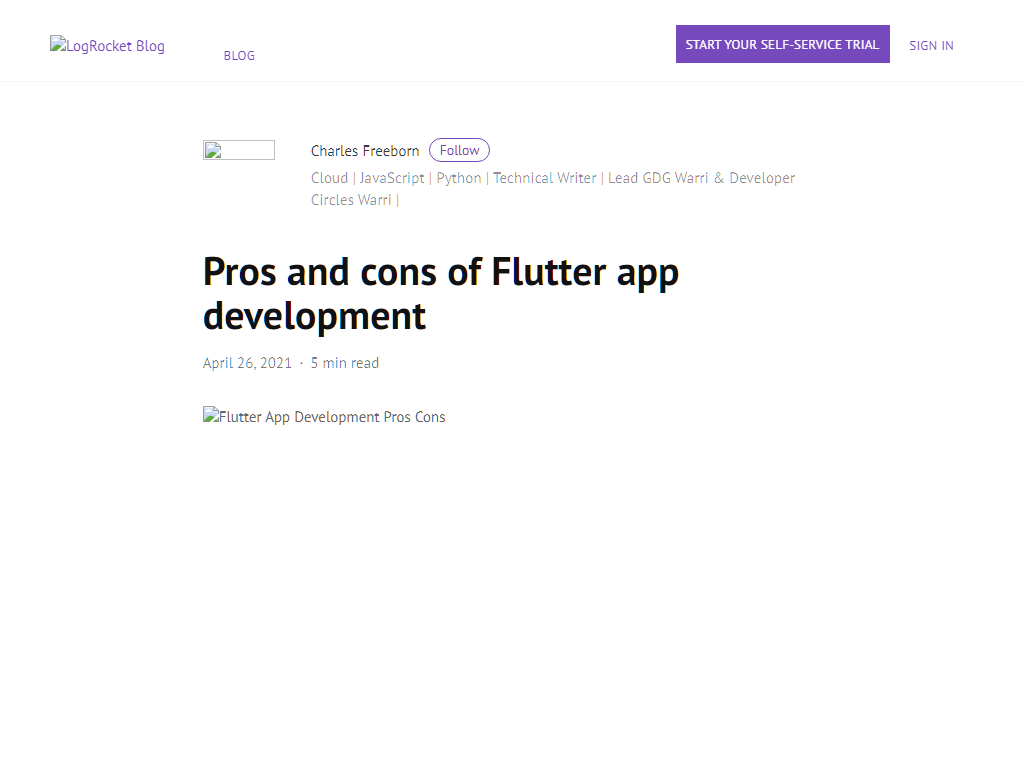 LogRocket Blog
BLOG
START YOUR SELF-SERVICE TRIAL
SIGN IN
Charles Freeborn
Follow
Cloud | JavaScript | Python | Technical Writer | Lead GDG Warri & Developer
Circles Warri |
Pros and cons of Flutter app
development
April 26, 2021 · 5 min read
Flutter App Development Pros Cons